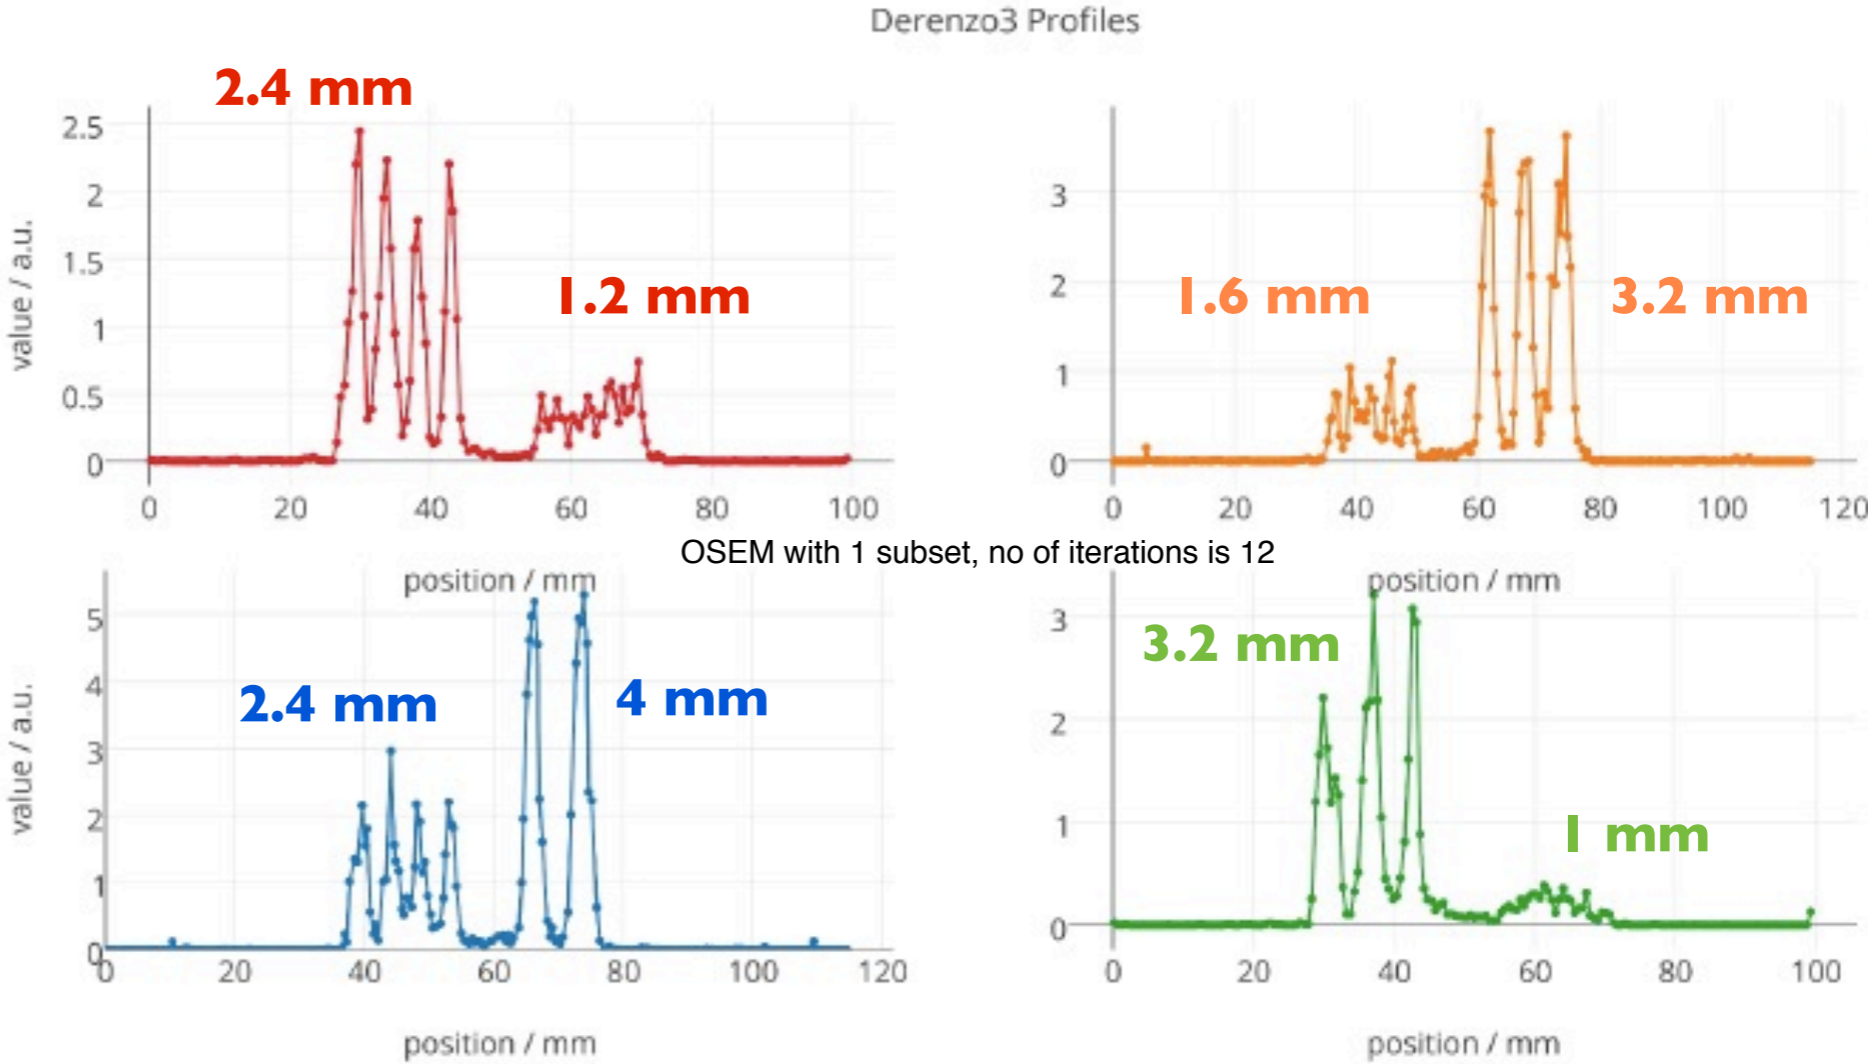 Derenzo3 Profiles
2.4 mm
1.2 mm
value / a.u.
2.5
2
1.5
1
0.5
0
0 20 40 60 80 100
position / mm
1.6 mm
3.2 mm
3
2
1
0
0 20 40 60 80 100 120
position / mm
OSEM with 1 subset, no of iterations is 12
2.4 mm
4 mm
value / a.u.
5
4
3
2
1
0
0 20 40 60 80 100 120
position / mm
3.2 mm
1 mm
3
2
1
0
0 20 40 60 80 100
position / mm